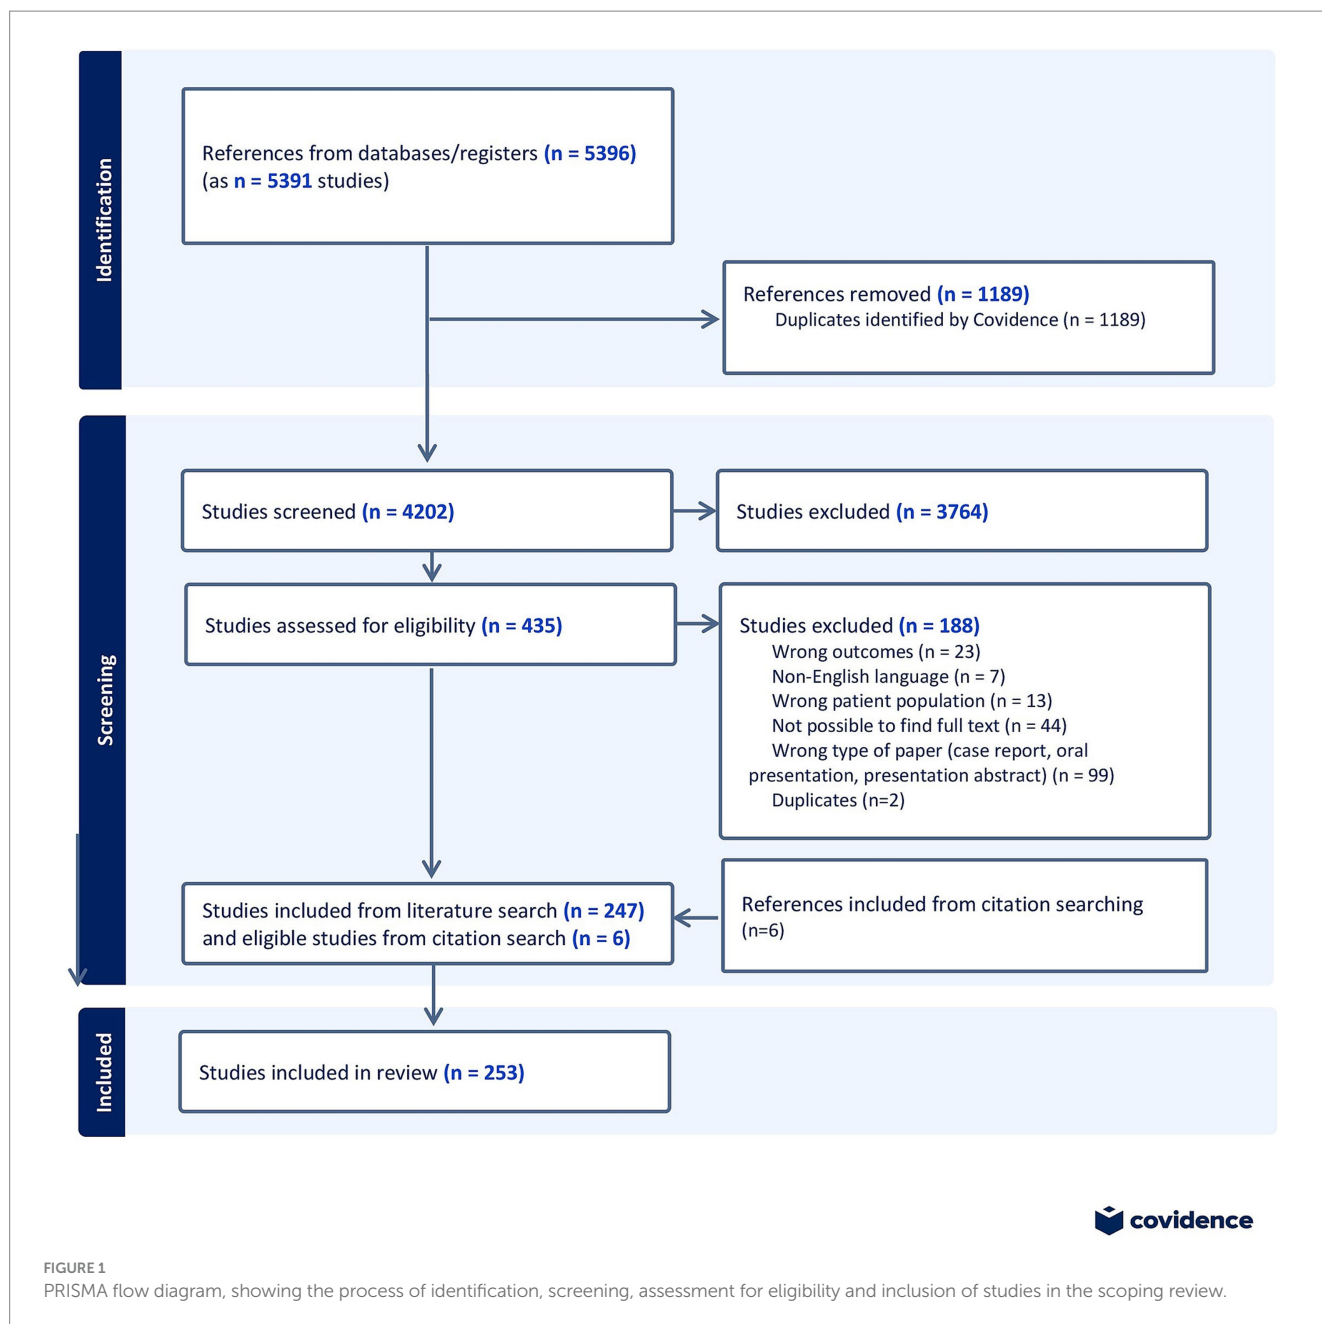 Identification
References from databases/registers (n = 5396)
(as n = 5391 studies)
References removed (n = 1189)
Duplicates identified by Covidence (n = 1189)
Screening
Studies screened (n = 4202)
Studies excluded (n = 3764)
Studies assessed for eligibility (n = 435)
Studies excluded (n = 188)
Wrong outcomes (n = 23)
Non-English language (n = 7)
Wrong patient population (n = 13)
Not possible to find full text (n = 44)
Wrong type of paper (case report, oral
presentation, presentation abstract) (n = 99)
Duplicates (n=2)
Studies included from literature search (n = 247)
and eligible studies from citation search (n = 6)
References included from citation searching
(n=6)
Included
Studies included in review (n = 253)
covidence
FIGURE 1
PRISMA flow diagram, showing the process of identification, screening, assessment for eligibility and inclusion of studies in the scoping review.